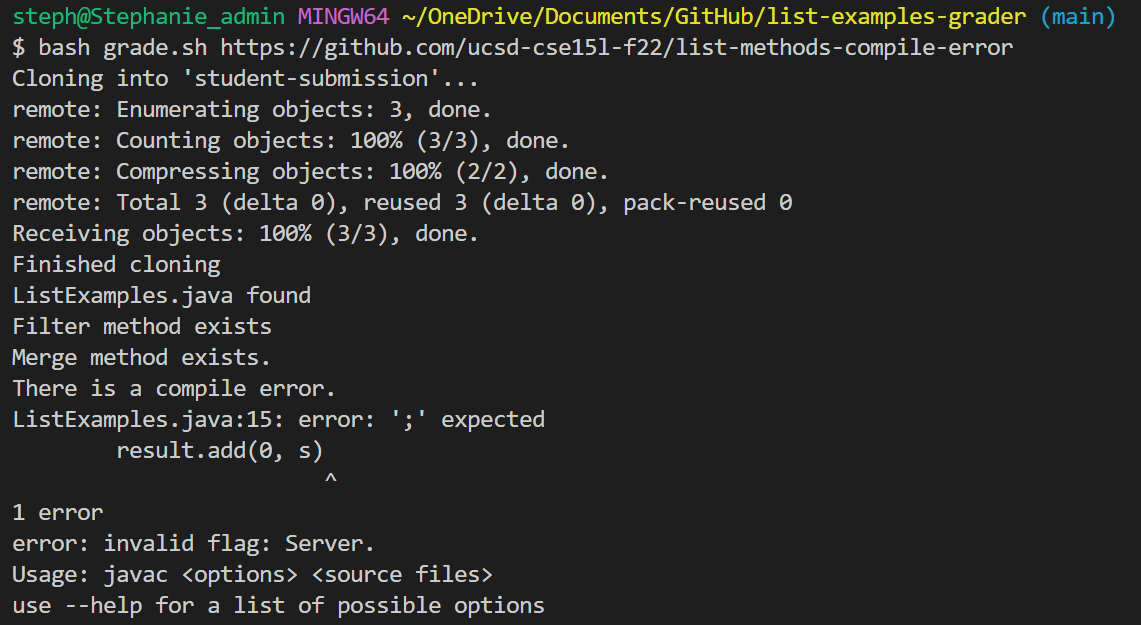 steph@Stephanie_admin MINGW64 ~/OneDrive/Documents/GitHub/list-examples-grader (main)
$ bash grade.sh https://github.com/ucsd-cse15l-f22/list-methods-compile-error
Cloning into 'student-submission'...
remote: Enumerating objects: 3, done.
remote: Counting objects: 100% (3/3), done.
remote: Compressing objects: 100% (2/2), done.
remote: Total 3 (delta 0), reused 3 (delta 0), pack-reused 0
Receiving objects: 100% (3/3), done.
Finished cloning
ListExamples.java found
Filter method exists
Merge method exists.
There is a compile error.
ListExamples.java:15: error: ';' expected
        result.add(0, s)
                        ^
1 error
error: invalid flag: Server.
Usage: javac <options> <source files>
use --help for a list of possible options